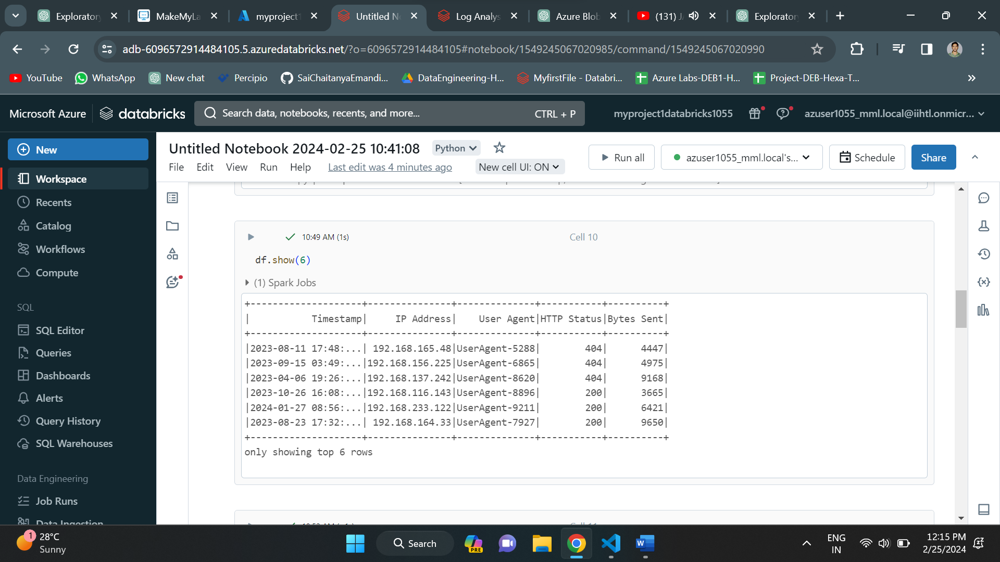 Exploratory
MakeMyLa
myproject1
Untitled No
Log Analys
Azure Blob
(131) J
Exploratory
adb-6096572914484105.5.azuredatabricks.net/?o=6096572914484105#notebook/1549245067020985/command/1549245067020990
YouTube
WhatsApp
New chat
Percipio
SaiChaitanyaEmandi...
DataEngineering-H...
MyfirstFile - Databri...
Azure Labs-DEB1-H...
Project-DEB-Hexa-T...
Microsoft Azure
databricks
Search data, notebooks, recents, and more...
CTRL + P
myproject1databricks1055
azuser1055_mml.local@iihtl.onmicr...
New
Workspace
Recents
Catalog
Workflows
Compute
SQL
SQL Editor
Queries
Dashboards
Alerts
Query History
SQL Warehouses
Data Engineering
Job Runs
Data Ingestion
Untitled Notebook 2024-02-25 10:41:08
Python
File Edit View Run Help
Last edit was 4 minutes ago
New cell UI: ON
Run all
azuser1055_mml.local's...
Schedule
Share
10:49 AM (1s)
Cell 10
df.show(6)
(1) Spark Jobs
+--------------------+---------------+--------------+-----------+----------+
|           Timestamp|     IP Address|    User Agent|HTTP Status|Bytes Sent|
+--------------------+---------------+--------------+-----------+----------+
|2023-08-11 17:48:...| 192.168.165.48|UserAgent-5288|        404|      4447|
|2023-09-15 03:49:...|192.168.156.225|UserAgent-6865|        404|      4975|
|2023-04-06 19:26:...|192.168.137.242|UserAgent-8620|        404|      9168|
|2023-10-26 16:08:...|192.168.116.143|UserAgent-8896|        200|      3665|
|2024-01-27 08:56:...|192.168.233.122|UserAgent-9211|        200|      6421|
|2023-08-23 17:32:...| 192.168.164.33|UserAgent-7927|        200|      9650|
+--------------------+---------------+--------------+-----------+----------+
only showing top 6 rows
1
28°C
Sunny
Search
PRE
ENG
IN
12:15 PM
2/25/2024